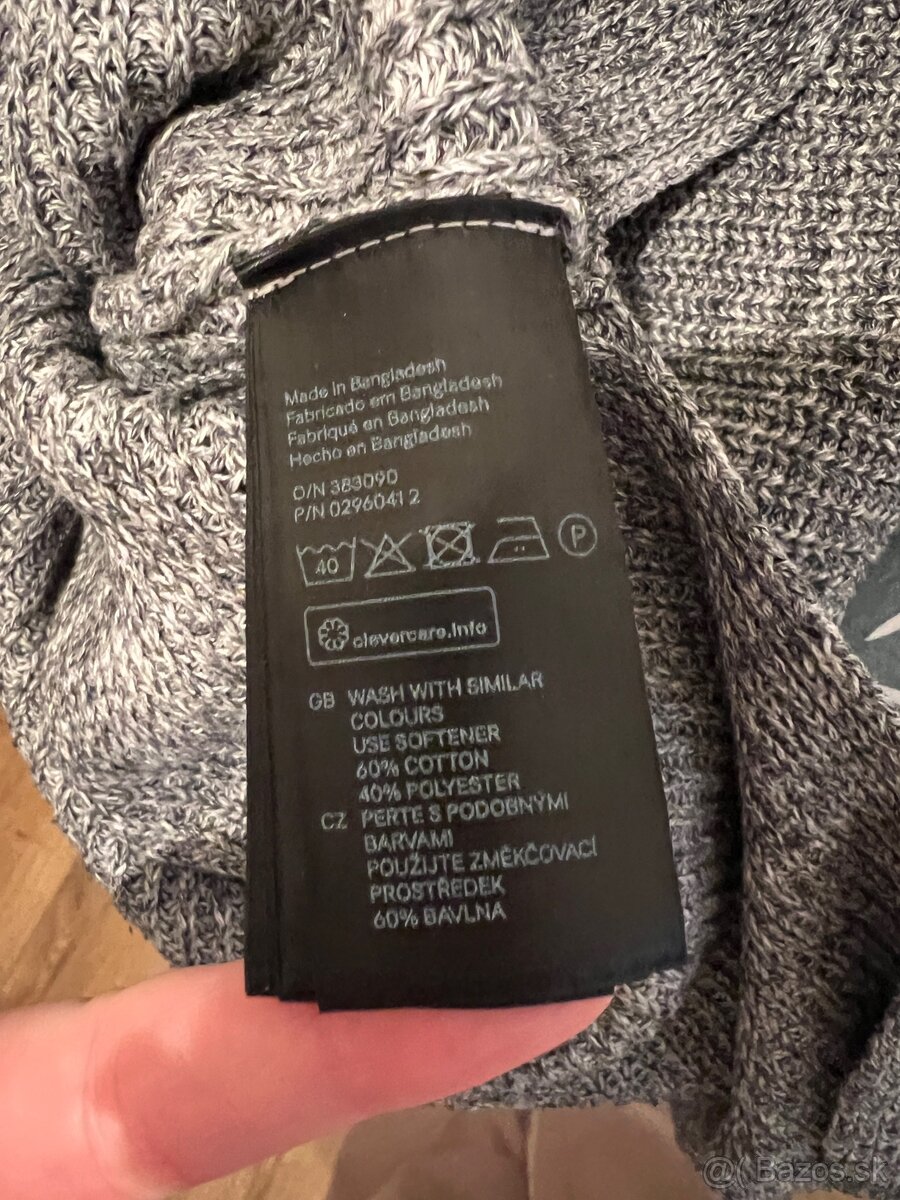 Made in Bangladesh
Fabricado em Bangladesh
Fabriqué en Bangladesh
Hecho en Bangladesh
O/N 383090
P/N 0296041 2
40 P
clevercare.info
GB WASH WITH SIMILAR
COLOURS
USE SOFTENER
60% COTTON
40% POLYESTER
CZ PERTE S PODOBNÝMI
BARVAMI
POUŽIJTE ZMĚKČOVACÍ
PROSTŘEDEK
60% BAVLNA
@( Bazos.sk